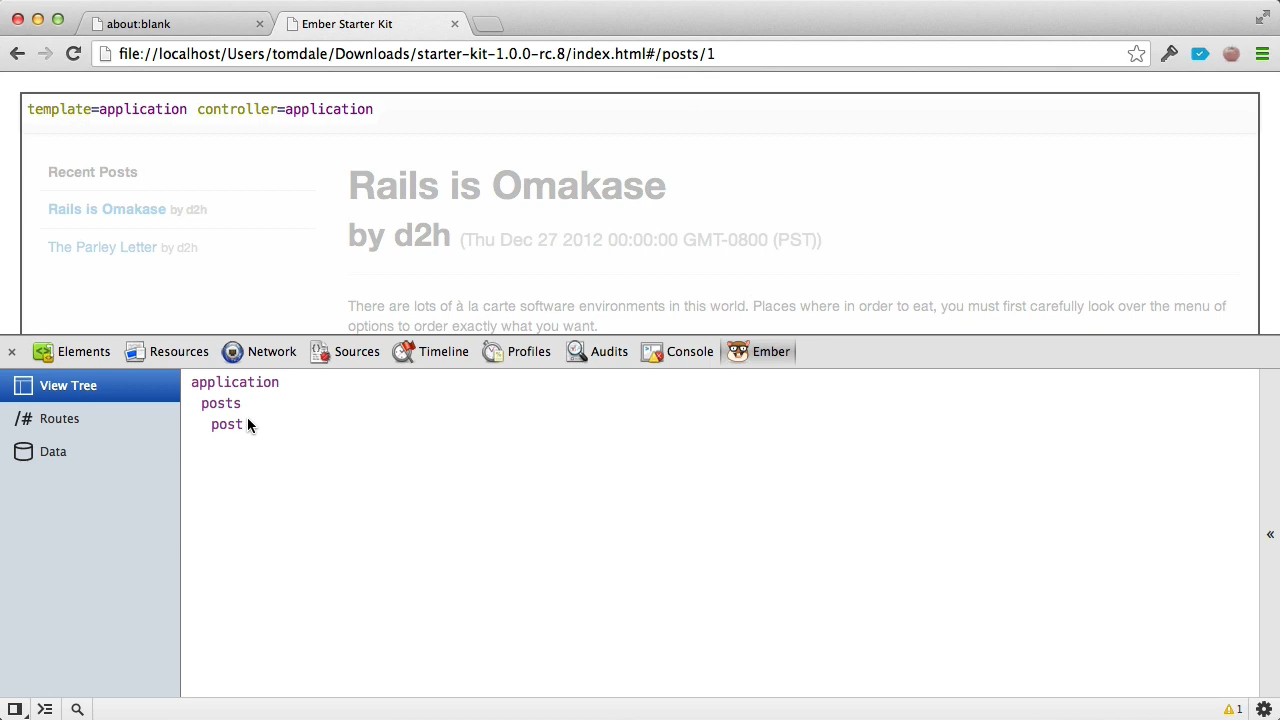 about:blank
Ember Starter Kit
file://localhost/Users/tomdale/Downloads/starter-kit-1.0.0-rc.8/index.html#/posts/1
template=application controller=application
Recent Posts
Rails is Omakase by d2h
The Parley Letter by d2h
Rails is Omakase
by d2h (Thu Dec 27 2012 00:00:00 GMT-0800 (PST))
There are lots of à la carte software environments in this world. Places where in order to eat, you must first carefully look over the menu of
options to order exactly what you want.
Elements Resources Network Sources Timeline Profiles Audits Console Ember
View Tree
/# Routes
Data
application
posts
post
«
1